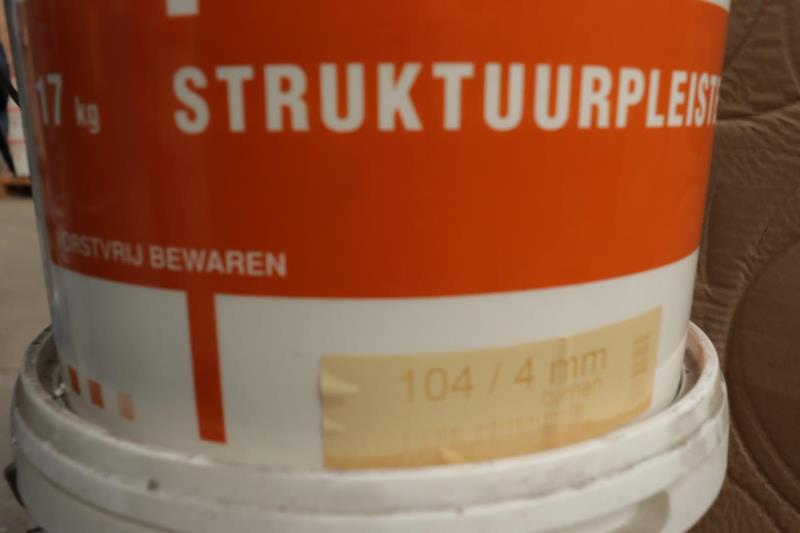 17 kg
STRUKTUURPLEIST
VORSTVRIJ BEWAREN
104 / 4 mm
binnen